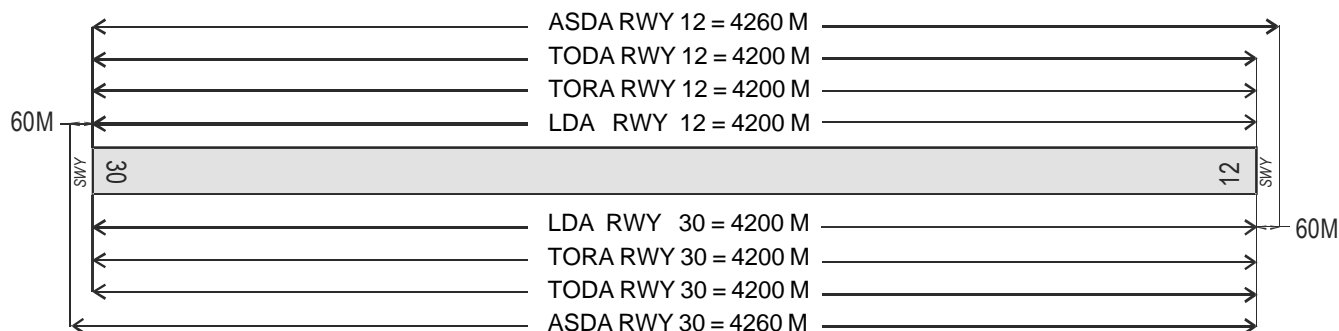 ASDA RWY 12 = 4260 M
TODA RWY 12 = 4200 M
TORA RWY 12 = 4200 M
60M
LDA RWY 12 = 4200 M
SWY
30
12
SWY
LDA RWY 30 = 4200 M
60M
TORA RWY 30 = 4200 M
TODA RWY 30 = 4200 M
ASDA RWY 30 = 4260 M